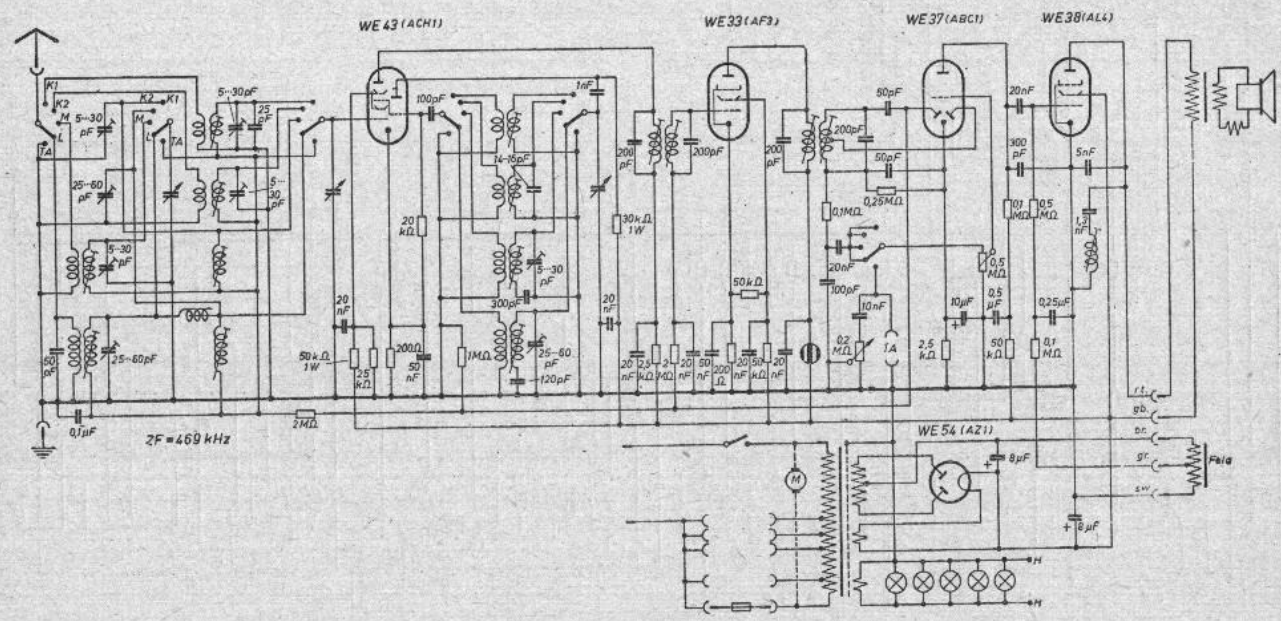 WE43 (ACH1)
WE33 (AF3)
WE37 (ABC1)
WE38 (AL4)
K1
K2
M
L
TA
5–30
pF
25–60
pF
K2
K1
M
L
TA
5–30pF
25
pF
5–
30
pF
5–30
pF
50
pF
25–60pF
0,1µF
2F = 469 kHz
100pF
1nF
14–16pF
20
kΩ
30kΩ
1W
5–30
pF
300pF
25–60
pF
120pF
20
nF
50kΩ
1W
25
kΩ
200Ω
50
nF
1MΩ
2MΩ
20
nF
200
pF
200pF
50kΩ
20
nF
2,5
kΩ
2
MΩ
20
nF
50
nF
200
Ω
20
nF
50
kΩ
20
nF
200
pF
50pF
200pF
50pF
0,25MΩ
0,1MΩ
20nF
100pF
10nF
0,2
MΩ
TA
0,5
MΩ
10µF
+
0,5
µF
2,5
kΩ
50
kΩ
20nF
300
pF
5nF
0,1
MΩ
0,5
MΩ
1,3
nF
0,25µF
0,1
MΩ
rt.
gb.
br.
gr.
sw.
Feld
WE54 (AZ1)
+
8µF
+
8µF
M
H
H